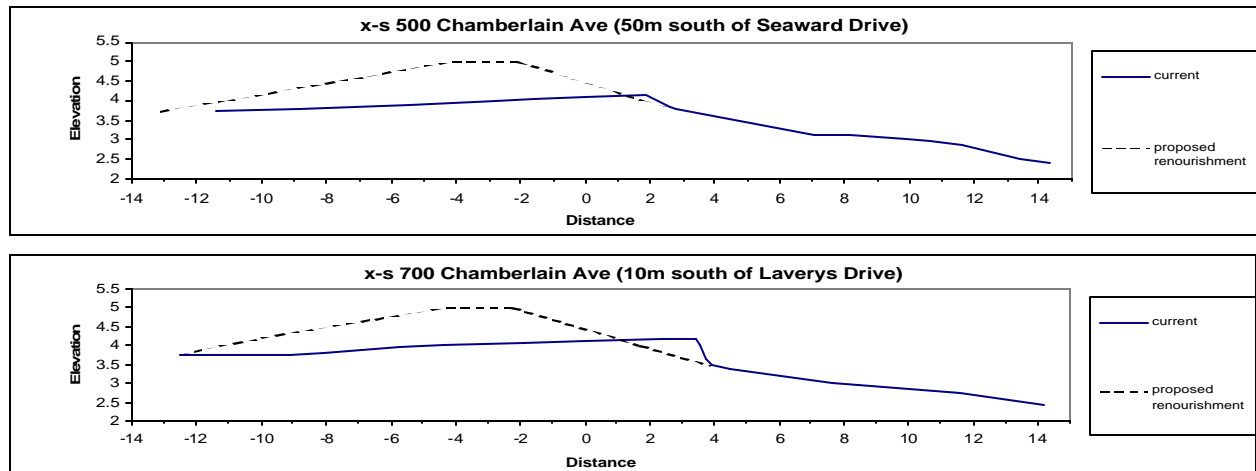 x-s 500 Chamberlain Ave (50m south of Seaward Drive)
5.5
5
4.5
4
3.5
3
2.5
2
Elevation
-14 -12 -10 -8 -6 -4 -2 0 2 4 6 8 10 12 14
Distance
current
proposed
renourishment
x-s 700 Chamberlain Ave (10m south of Laverys Drive)
5.5
5
4.5
4
3.5
3
2.5
2
Elevation
-14 -12 -10 -8 -6 -4 -2 0 2 4 6 8 10 12 14
Distance
current
proposed
renourishment